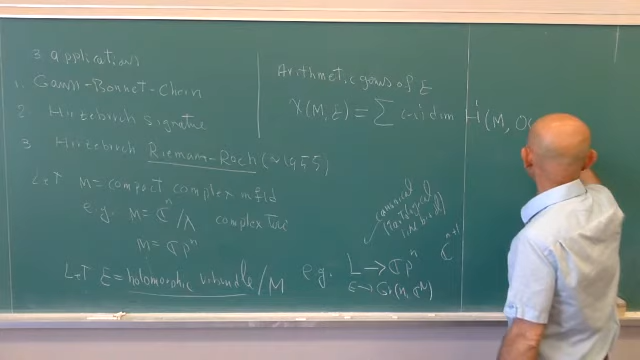 3 applications
1. Gauss-Bonnet-Chern
2. Hirzebruch signature
3 Hirzebruch Riemann-Roch (≈1955)
Let M = compact complex mfld
e.g. M = ℂⁿ/Λ complex torus
M = ℂPⁿ
Let E = holomorphic v. bundle / M
Arithmetic genus of E
χ(M, E) = ∑ (-1)ⁱ dim Hⁱ(M, O(
canonical
(tautological
line bdl)
e.g. L → ℂPⁿ
E → Gr(n, ℂᴺ)
ℂⁿ⁺¹